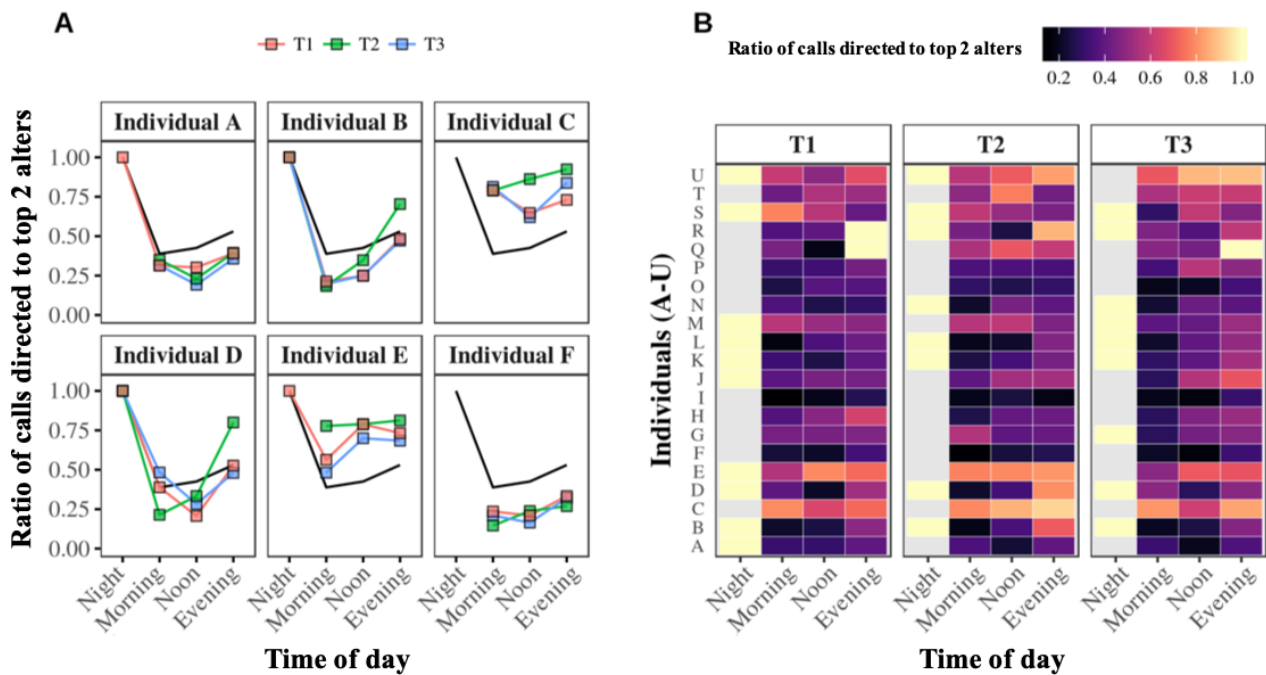 A
T1 T2 T3
Ratio of calls directed to top 2 alters
Individual A Individual B Individual C
1.00
0.75
0.50
0.25
0.00
Individual D Individual E Individual F
1.00
0.75
0.50
0.25
0.00
Night Morning Noon Evening Night Morning Noon Evening Night Morning Noon Evening
Time of day
B
Ratio of calls directed to top 2 alters
0.2 0.4 0.6 0.8 1.0
T1 T2 T3
Individuals (A-U)
U
T
S
R
Q
P
O
N
M
L
K
J
I
H
G
F
E
D
C
B
A
Night Morning Noon Evening Night Morning Noon Evening Night Morning Noon Evening
Time of day